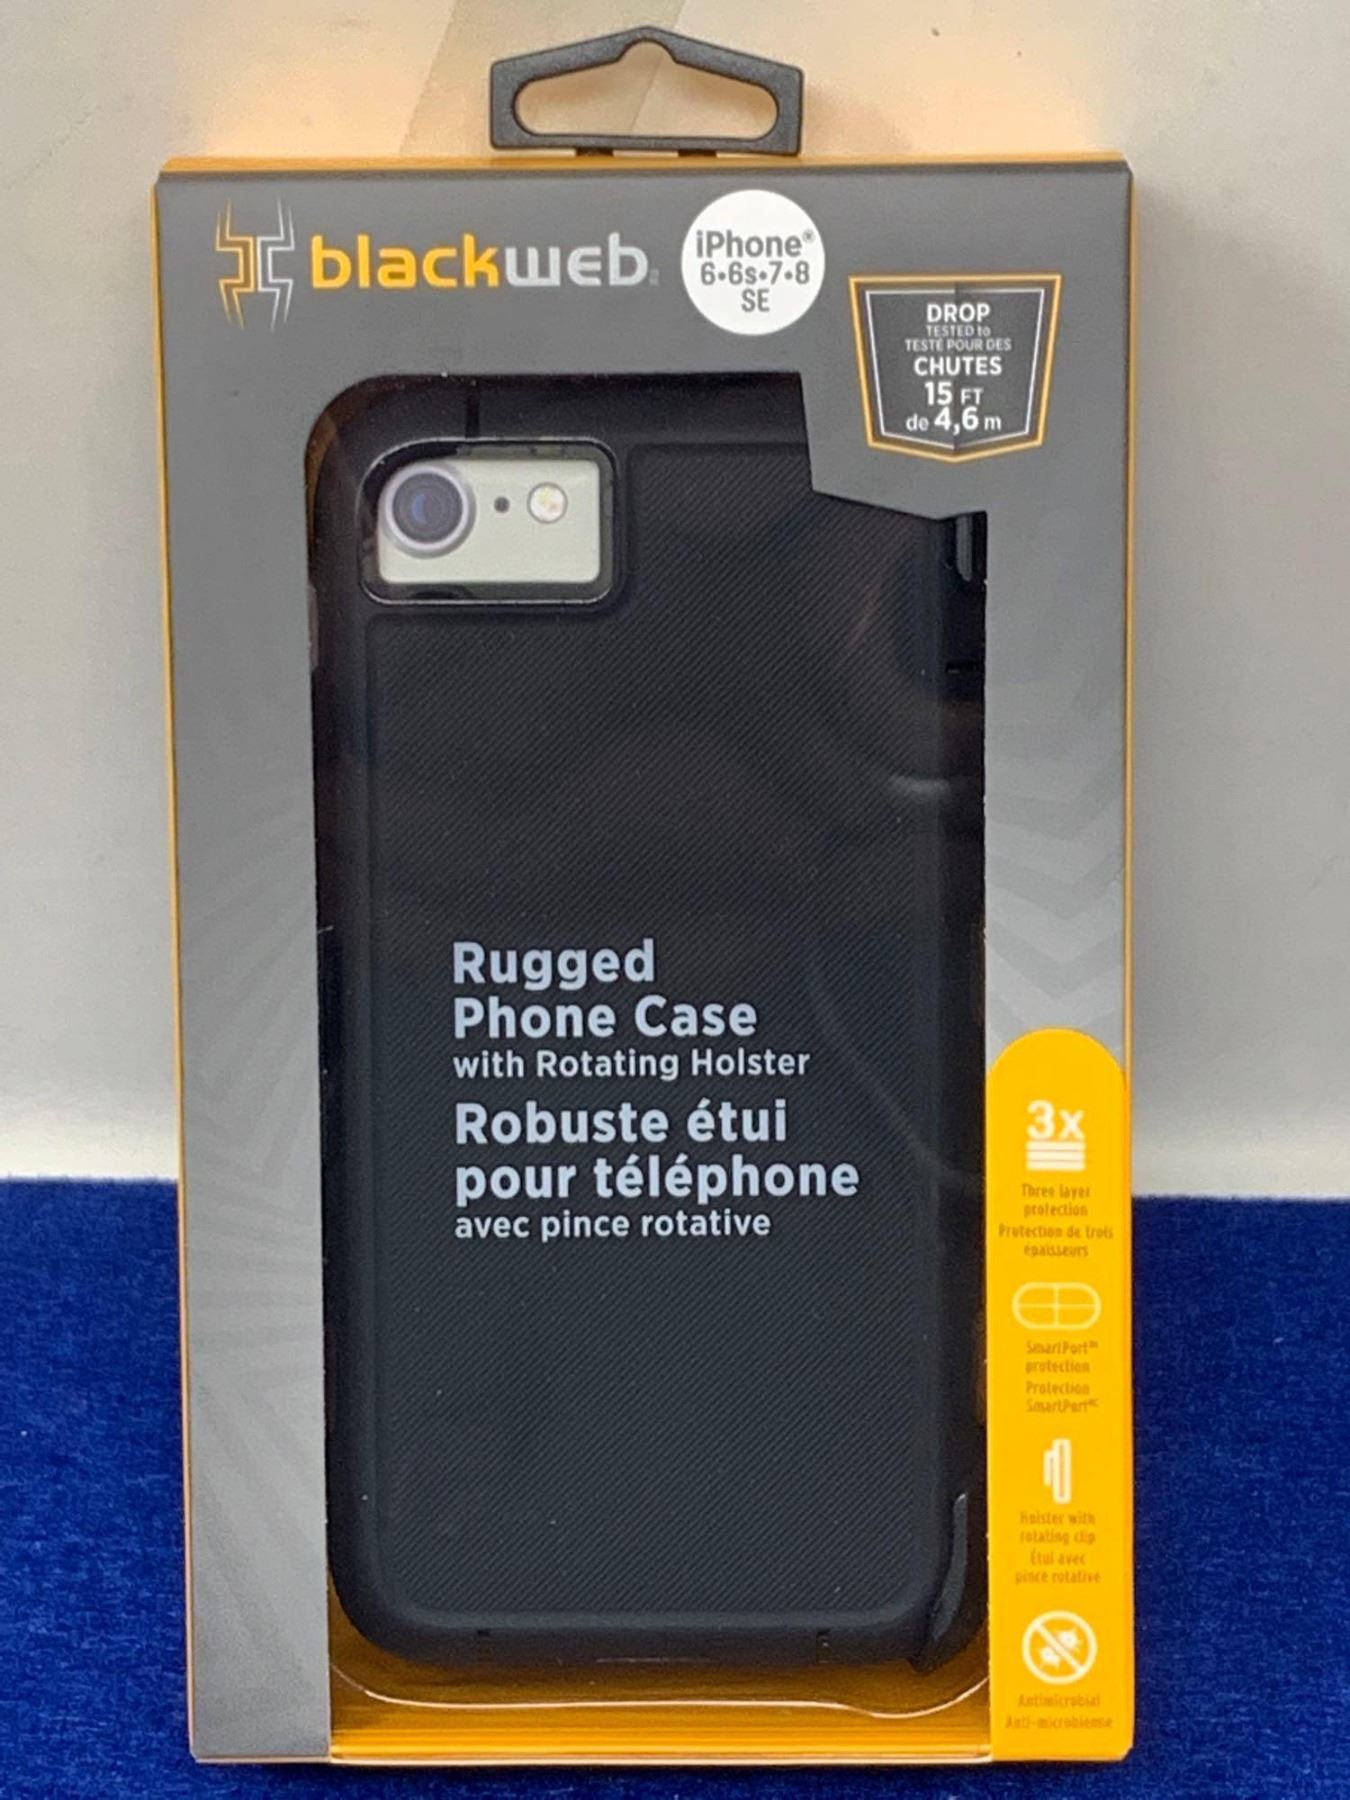 blackweb
iPhone®
6•6s•7•8
SE
DROP
TESTED to
TESTÉ POUR DES
CHUTES
15 FT
de 4,6 m
Rugged
Phone Case
with Rotating Holster
Robuste étui
pour téléphone
avec pince rotative
3x
Three layer
protection
Protection de trois
épaisseurs
SmartPort™
protection
Protection
SmartPortMC
Holster with
rotating clip
Étui avec
pince rotative
Antimicrobial
Anti-microbienne